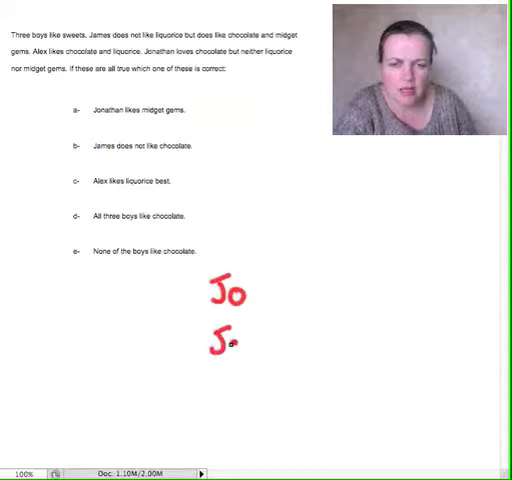 Three boys like sweets. James does not like liquorice but does like chocolate and midget
gems. Alex likes chocolate and liquorice. Jonathan loves chocolate but neither liquorice
nor midget gems. If these are all true which one of these is correct:
a- Jonathan likes midget gems.
b- James does not like chocolate.
c- Alex likes liquorice best.
d- All three boys like chocolate.
e- None of the boys like chocolate.
Jo
J
100% Doc: 1.10M/2.00M